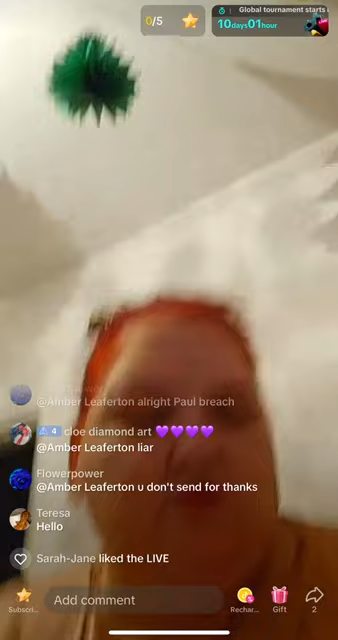 0/5
Global tournament starts
10days01hour
@Amber Leaferton alright Paul breach
4 cloe diamond art 💜💜💜💜
@Amber Leaferton liar
Flowerpower
@Amber Leaferton u don't send for thanks
Teresa
Hello
Sarah-Jane liked the LIVE
Subscri...
Add comment
Rechar...
Gift
2